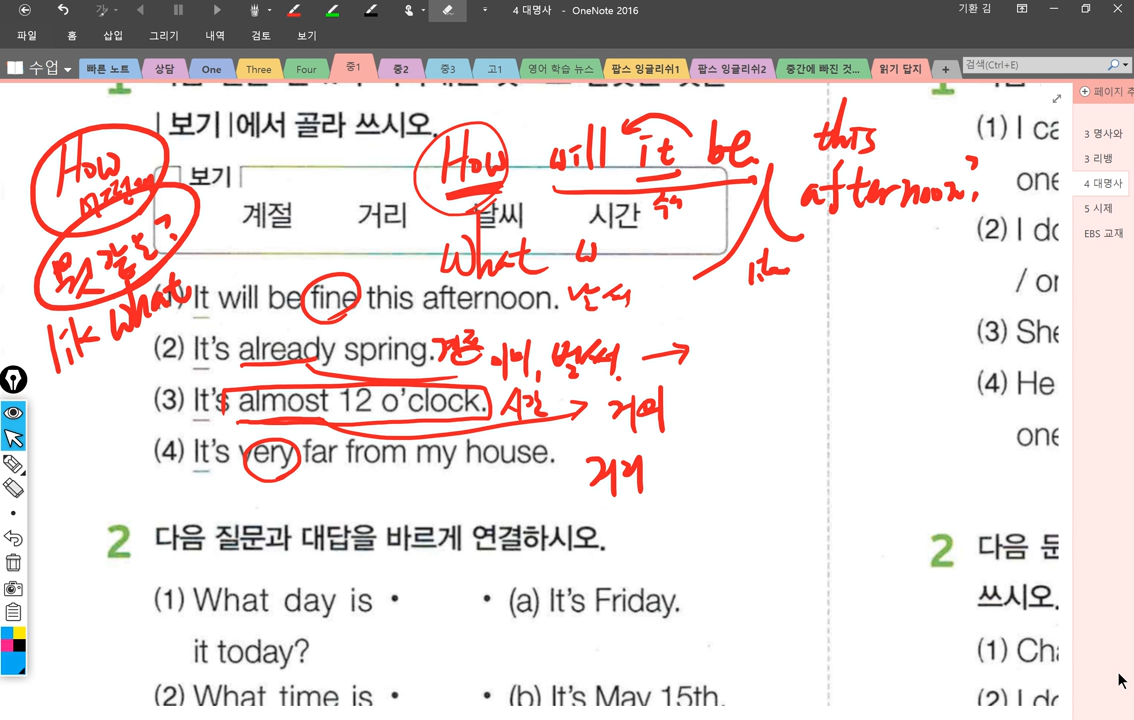 4 대명사 - OneNote 2016
기환 김
파일 홈 삽입 그리기 내역 검토 보기
수업 빠른 노트 상담 One Three Four 중1 중2 중3 고1 영어 학습 뉴스 팝스 잉글리쉬1 팝스 잉글리쉬2 중간에 빠진 것... 읽기 답지 + 검색(Ctrl+E)
페이지 추
3 명사와
3 리뱅
4 대명사
5 시제
EBS 교재
1
|보기|에서 골라 쓰시오.
How will it be this
afternoon?
How
보기
계절 거리 날씨 시간
What
like what
(1) It will be fine this afternoon. 날씨
(2) It's already spring. 계절 이미, 벌써
(3) It's almost 12 o'clock. 시간 거의
(4) It's very far from my house. 거리
2 다음 질문과 대답을 바르게 연결하시오.
(1) What day is • • (a) It's Friday.
it today?
(2) What time is • • (b) It's May 15th.
1
(1) I ca
one
(2) I do
/ or
(3) She
(4) He
one
2 다음 문
쓰시오.
(1) Cha
(2) I do